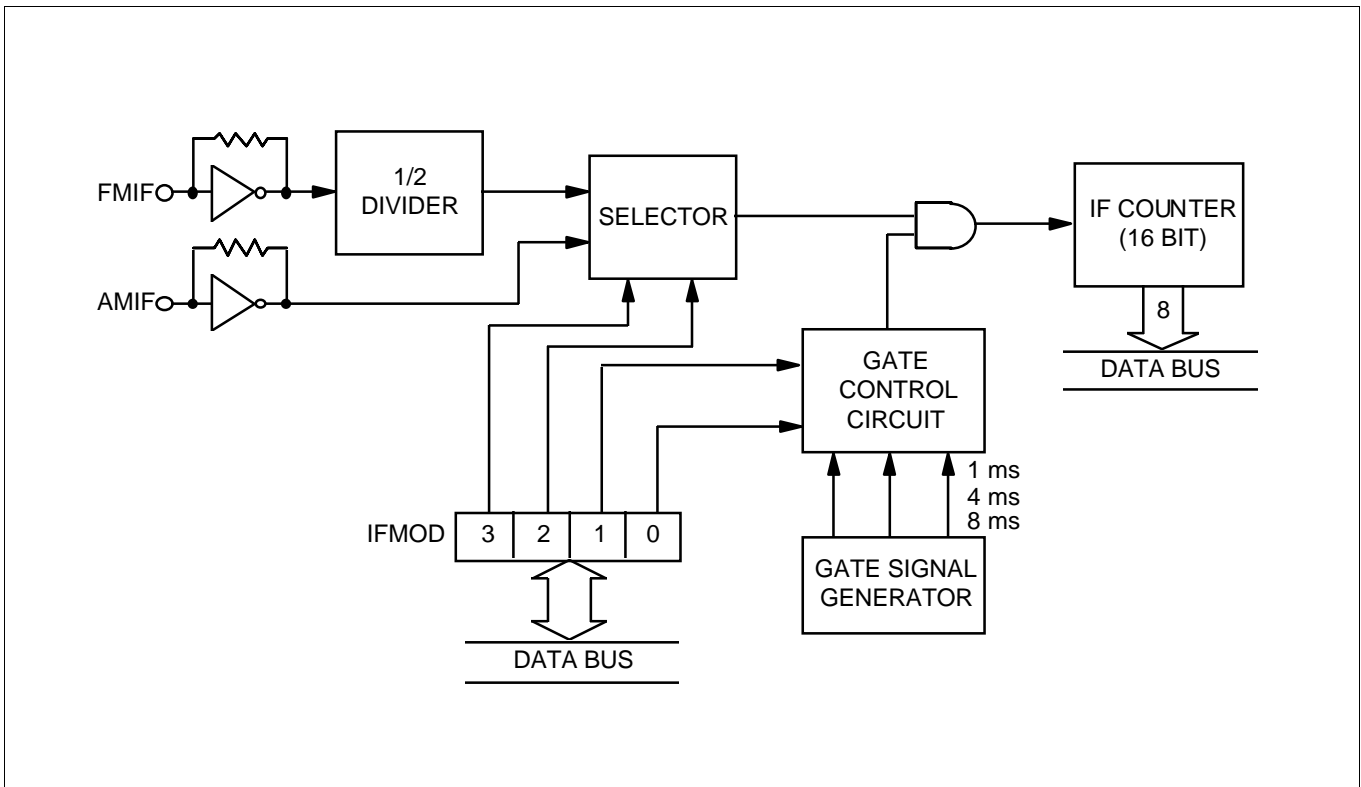 FMIF
1/2
DIVIDER
SELECTOR
IF COUNTER
(16 BIT)
AMIF
8
DATA BUS
GATE
CONTROL
CIRCUIT
1 ms
4 ms
8 ms
IFMOD 3 2 1 0
GATE SIGNAL
GENERATOR
DATA BUS